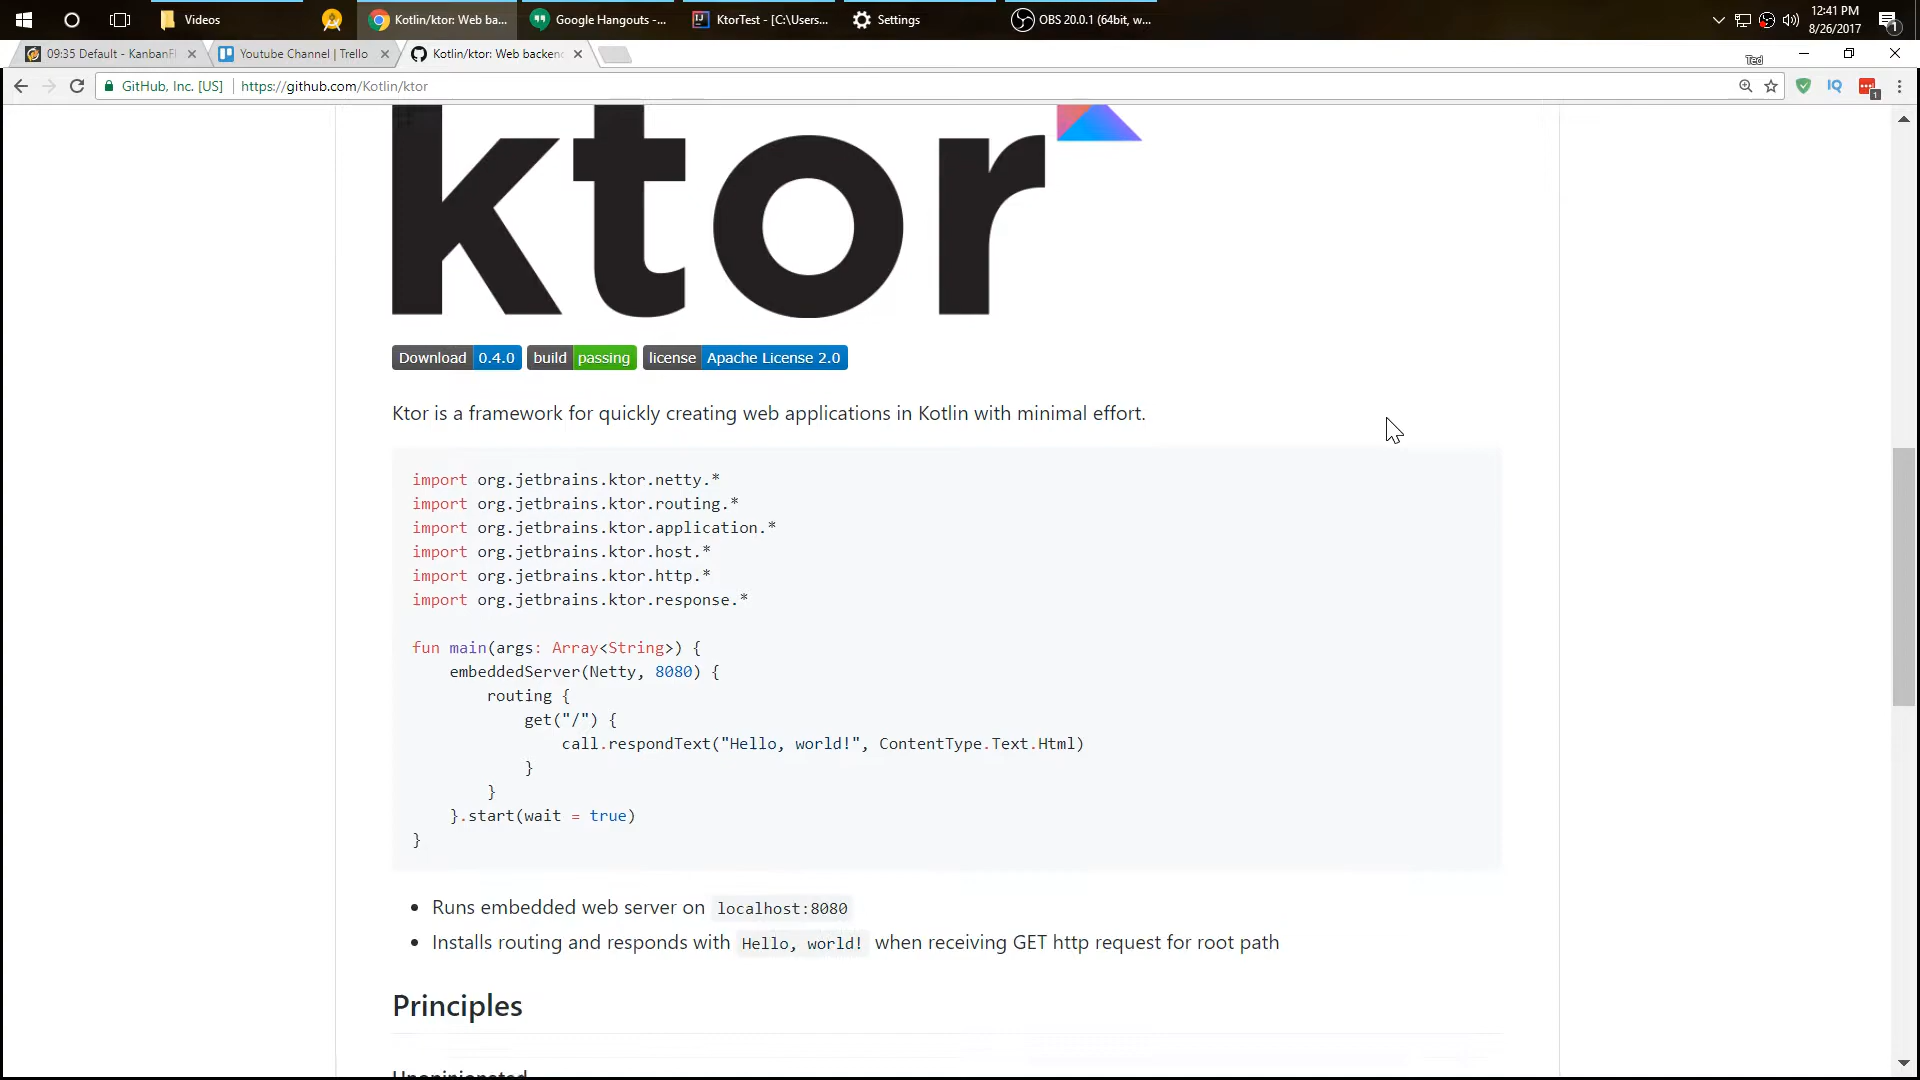 Videos
Kotlin/ktor: Web ba...
Google Hangouts -...
KtorTest - [C:\Users...
Settings
OBS 20.0.1 (64bit, w...
12:41 PM
8/26/2017
1
09:35 Default - KanbanFl
Youtube Channel | Trello
Kotlin/ktor: Web backen
Ted
GitHub, Inc. [US]
https://github.com/Kotlin/ktor
IQ
1
ktor
Download 0.4.0
build passing
license Apache License 2.0
Ktor is a framework for quickly creating web applications in Kotlin with minimal effort.
import org.jetbrains.ktor.netty.*
import org.jetbrains.ktor.routing.*
import org.jetbrains.ktor.application.*
import org.jetbrains.ktor.host.*
import org.jetbrains.ktor.http.*
import org.jetbrains.ktor.response.*
fun main(args: Array<String>) {
embeddedServer(Netty, 8080) {
routing {
get("/") {
call.respondText("Hello, world!", ContentType.Text.Html)
}
}
}.start(wait = true)
}
• Runs embedded web server on localhost:8080
• Installs routing and responds with Hello, world! when receiving GET http request for root path
Principles
Unopinionated